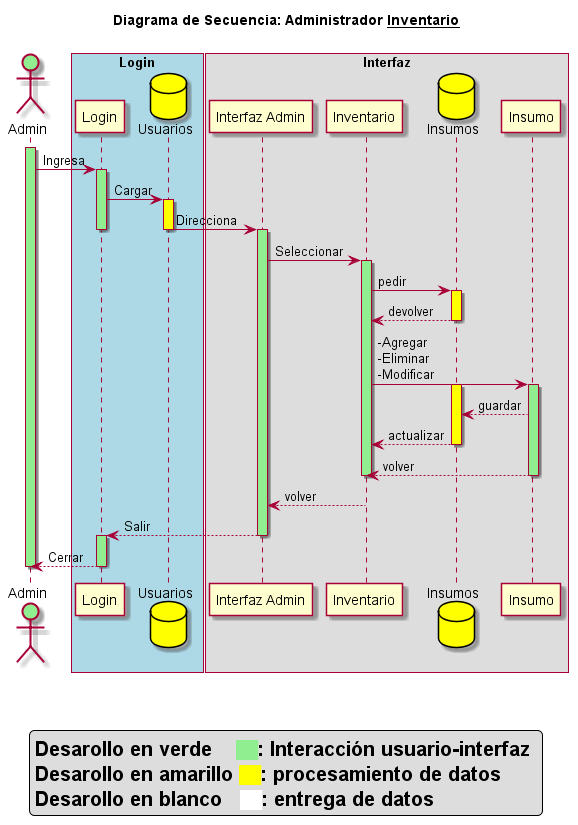 Diagrama de Secuencia: Administrador Inventario
Login
Interfaz
Admin
Login
Usuarios
Interfaz Admin
Inventario
Insumos
Insumo
Ingresa
Cargar
Direcciona
Seleccionar
pedir
devolver
-Agregar
-Eliminar
-Modificar
guardar
actualizar
volver
volver
Salir
Cerrar
Admin
Login
Usuarios
Interfaz Admin
Inventario
Insumos
Insumo
Desarollo en verde : Interacción usuario-interfaz
Desarollo en amarillo : procesamiento de datos
Desarollo en blanco : entrega de datos